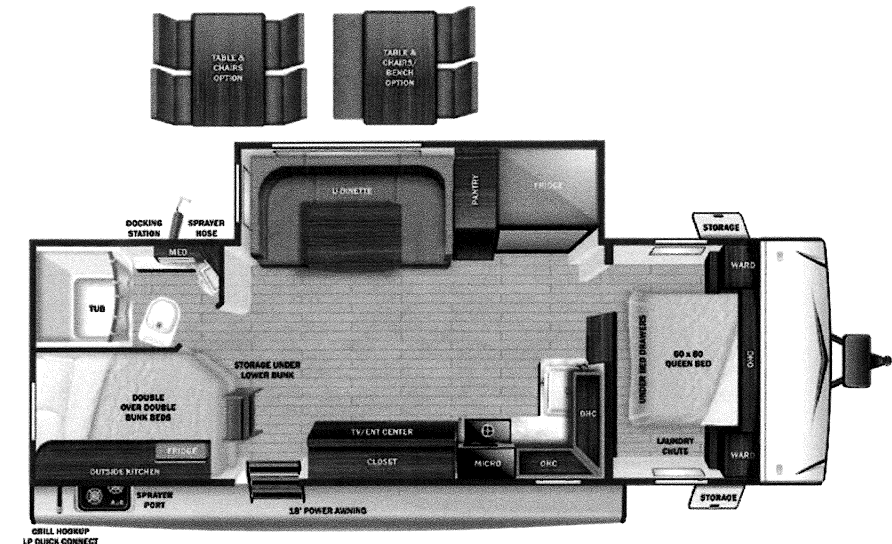 TABLE &
CHAIRS
OPTION
TABLE &
CHAIRS/
BENCH
OPTION
DOCKING
STATION
SPRAYER
HOSE
MED
U-DINETTE
PANTRY
FRIDGE
STORAGE
WARD
TUB
STORAGE UNDER
LOWER BUNK
DOUBLE
OVER DOUBLE
BUNK BEDS
UNDER BED DRAWERS
60 x 80
QUEEN BED
OHC
OHC
TV/ENT CENTER
LAUNDRY
CHUTE
FRIDGE
OUTSIDE KITCHEN
CLOSET
MICRO
OHC
WARD
STORAGE
SPRAYER
PORT
18' POWER AWNING
GRILL HOOKUP
LP QUICK CONNECT